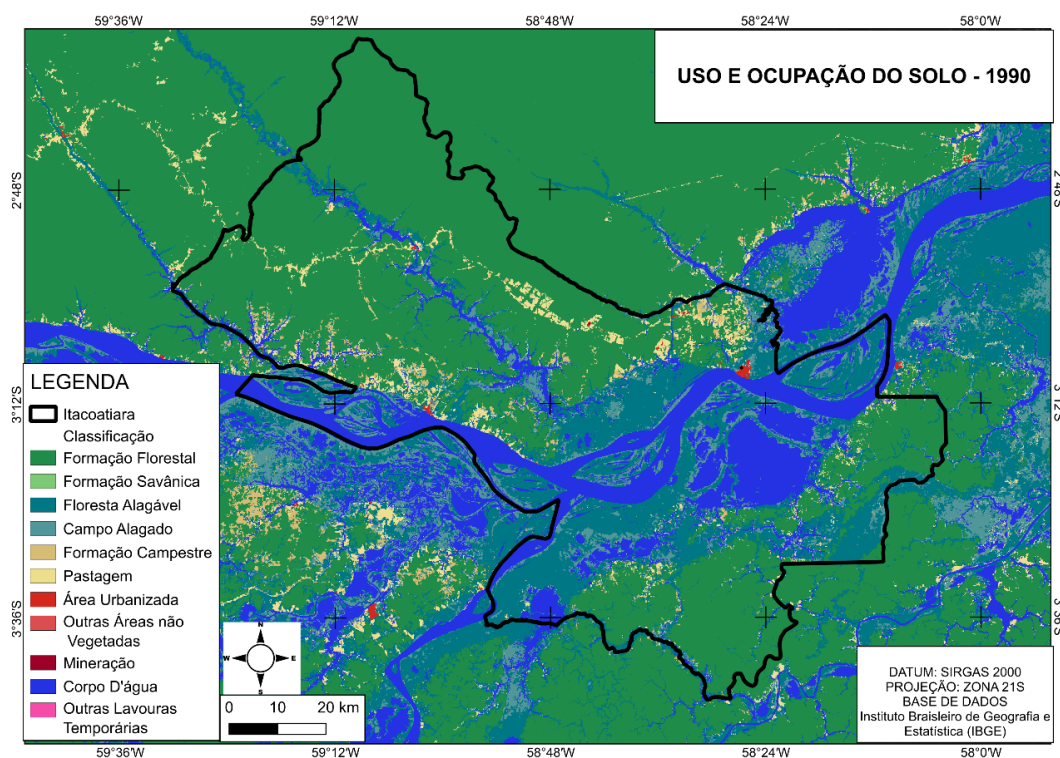 59°36'W 59°12'W 58°48'W 58°24'W 58°0'W
USO E OCUPAÇÃO DO SOLO - 1990
2°48'S 2°48'S
3°12'S 3°12'S
3°36'S 3°36'S
LEGENDA
Itacoatiara
Classificação
Formação Florestal
Formação Savânica
Floresta Alagável
Campo Alagado
Formação Campestre
Pastagem
Área Urbanizada
Outras Áreas não
Vegetadas
Mineração
Corpo D'água
Outras Lavouras
Temporárias
N
W E
S
0 10 20 km
DATUM: SIRGAS 2000
PROJEÇÃO: ZONA 21S
BASE DE DADOS
Instituto Braisleiro de Geografia e
Estatística (IBGE)
59°36'W 59°12'W 58°48'W 58°24'W 58°0'W